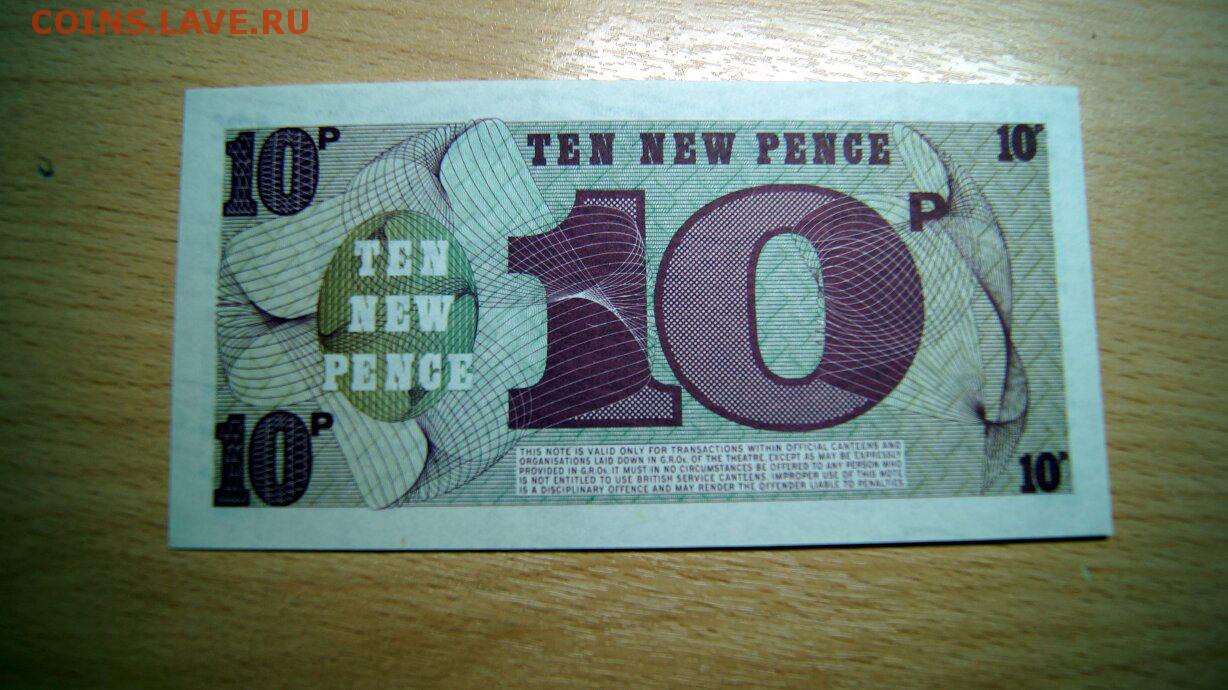 COINS.LAVE.RU
10P
TEN NEW PENCE
10P
10 P
TEN
NEW
PENCE
10P
10P
THIS NOTE IS VALID ONLY FOR TRANSACTIONS WITHIN OFFICIAL CANTEENS AND
ORGANISATIONS LAID DOWN IN G.ROs. OF THE THEATRE. EXCEPT AS MAY BE EXPRESSLY
PROVIDED IN G.R.Os. IT MUST IN NO CIRCUMSTANCES BE OFFERED TO ANY PERSON WHO
IS NOT ENTITLED TO USE BRITISH SERVICE CANTEENS. IMPROPER USE OF THIS NOTE
IS A DISCIPLINARY OFFENCE AND MAY RENDER THE OFFENDER LIABLE TO PENALTIES.